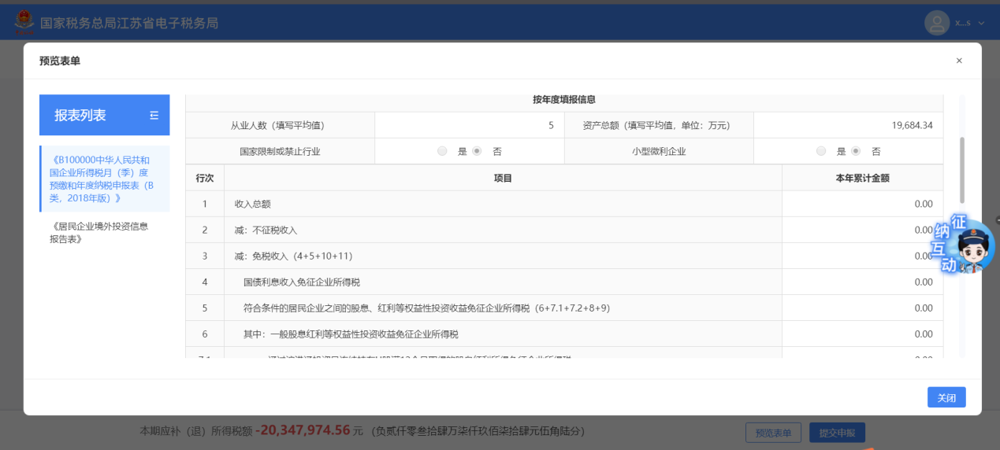 国家税务总局江苏省电子税务局
x...s
预览表单
×
报表列表
《B100000中华人民共和
国企业所得税月（季）度
预缴和年度纳税申报表（B
类，2018年版）》
《居民企业境外投资信息
报告表》
按年度填报信息
从业人数（填写平均值） 5 资产总额（填写平均值，单位：万元） 19,684.34
国家限制或禁止行业 是 否 小型微利企业 是 否
行次 项目 本年累计金额
1 收入总额 0.00
2 减：不征税收入 0.00
3 减：免税收入（4+5+10+11） 0.00
4 国债利息收入免征企业所得税 0.00
5 符合条件的居民企业之间的股息、红利等权益性投资收益免征企业所得税（6+7.1+7.2+8+9） 0.00
6 其中：一般股息红利等权益性投资收益免征企业所得税 0.00
征纳互动
关闭
本期应补（退）所得税额 -20,347,974.56 元 （负贰仟零叁拾肆万柒仟玖佰柒拾肆元伍角陆分）
预览表单 提交申报